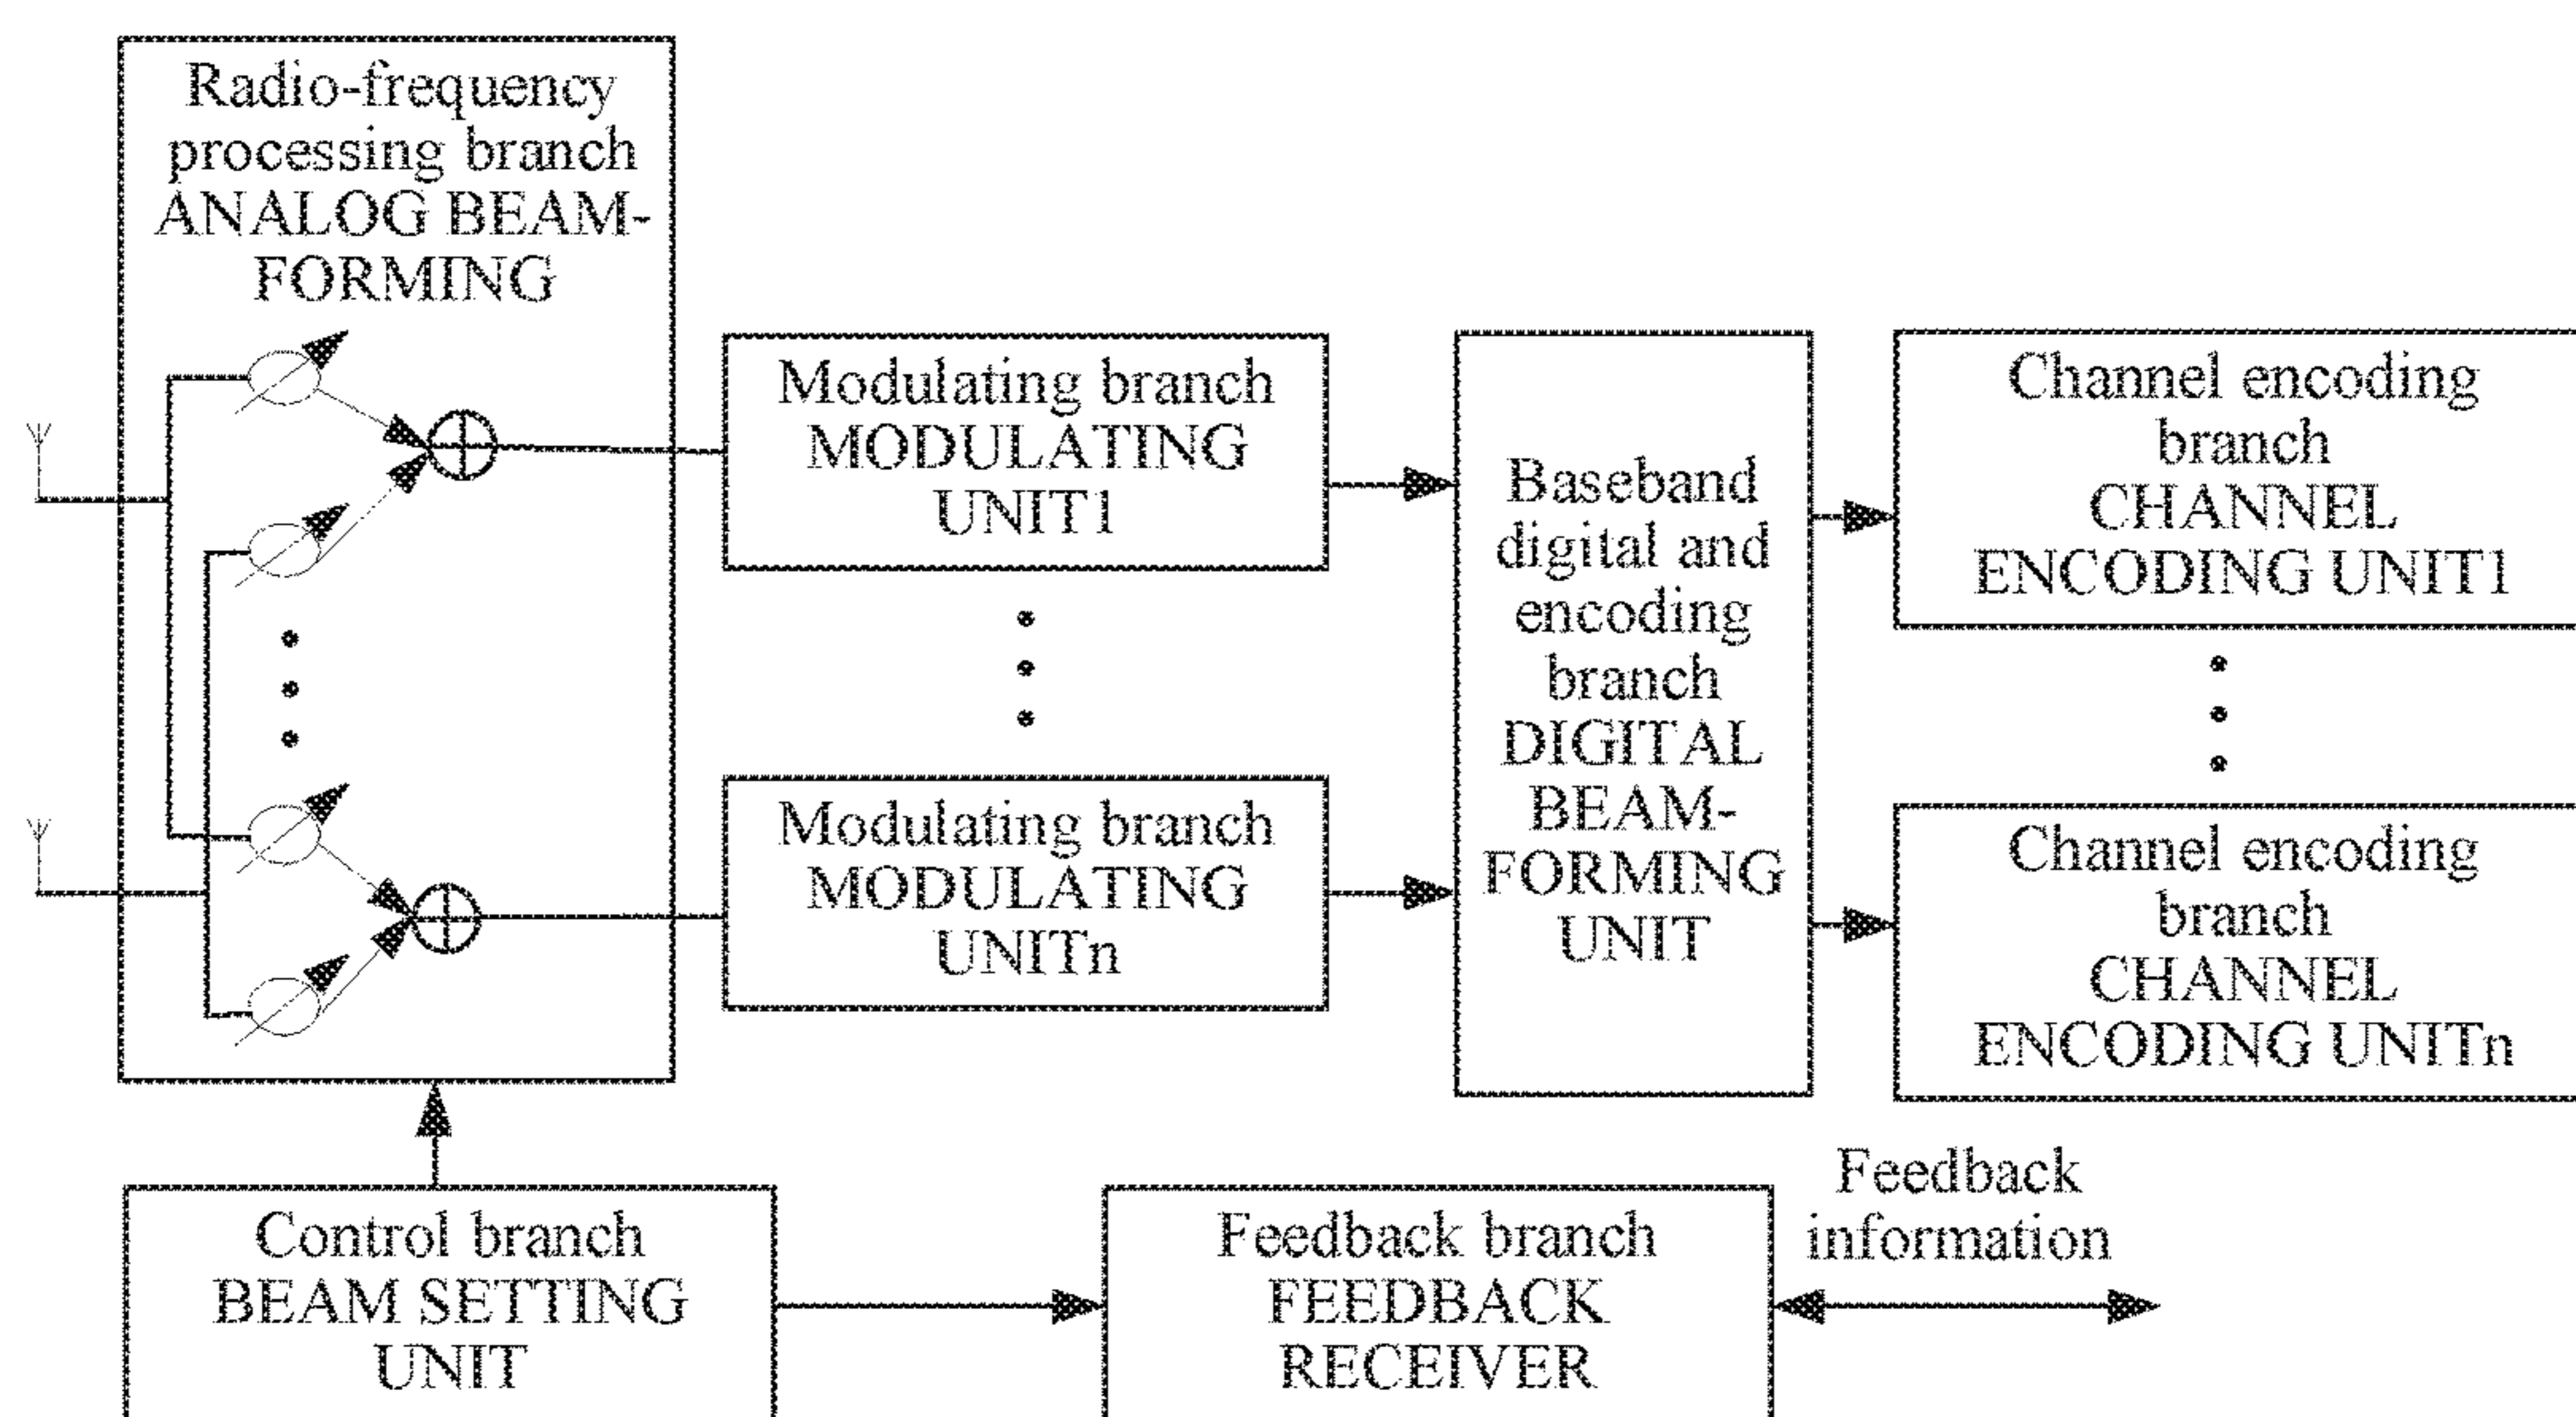 Radio-frequency
processing branch
ANALOG BEAM-
FORMING
Modulating branch
MODULATING
UNIT1
Modulating branch
MODULATING
UNITn
Baseband
digital and
encoding
branch
DIGITAL
BEAM-
FORMING
UNIT
Channel encoding
branch
CHANNEL
ENCODING UNIT1
Channel encoding
branch
CHANNEL
ENCODING UNITn
Control branch
BEAM SETTING
UNIT
Feedback branch
FEEDBACK
RECEIVER
Feedback
information